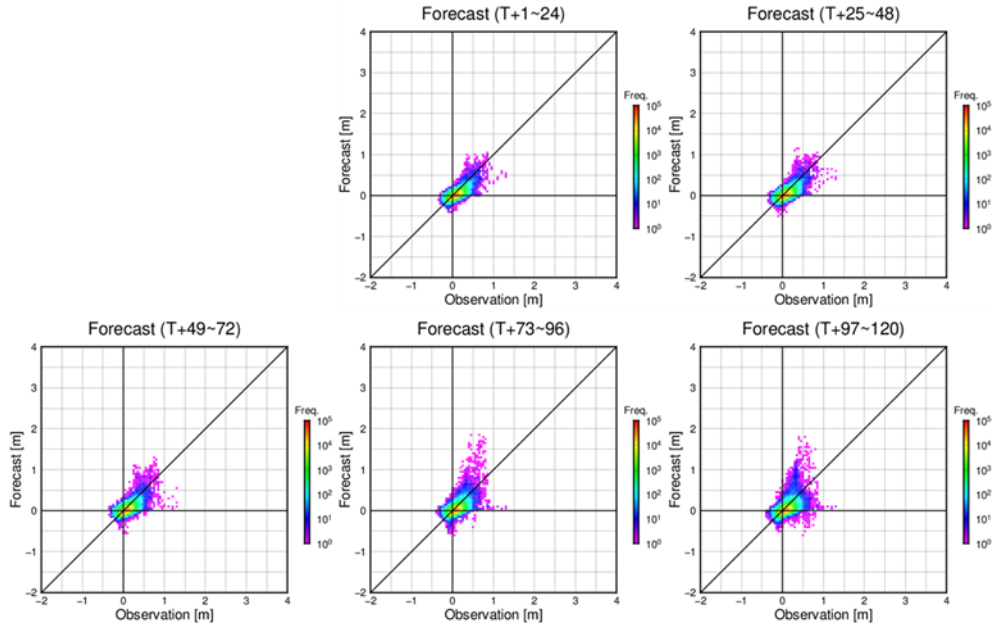 Forecast (T+1~24)
Forecast (T+25~48)
4
3
2
1
0
−1
−2
Forecast [m]
−2 −1 0 1 2 3 4
Observation [m]
Freq.
10^5
10^4
10^3
10^2
10^1
10^0
4
3
2
1
0
−1
−2
Forecast [m]
−2 −1 0 1 2 3 4
Observation [m]
Freq.
10^5
10^4
10^3
10^2
10^1
10^0
Forecast (T+49~72)
Forecast (T+73~96)
Forecast (T+97~120)
4
3
2
1
0
−1
−2
Forecast [m]
−2 −1 0 1 2 3 4
Observation [m]
Freq.
10^5
10^4
10^3
10^2
10^1
10^0
4
3
2
1
0
−1
−2
Forecast [m]
−2 −1 0 1 2 3 4
Observation [m]
Freq.
10^5
10^4
10^3
10^2
10^1
10^0
4
3
2
1
0
−1
−2
Forecast [m]
−2 −1 0 1 2 3 4
Observation [m]
Freq.
10^5
10^4
10^3
10^2
10^1
10^0